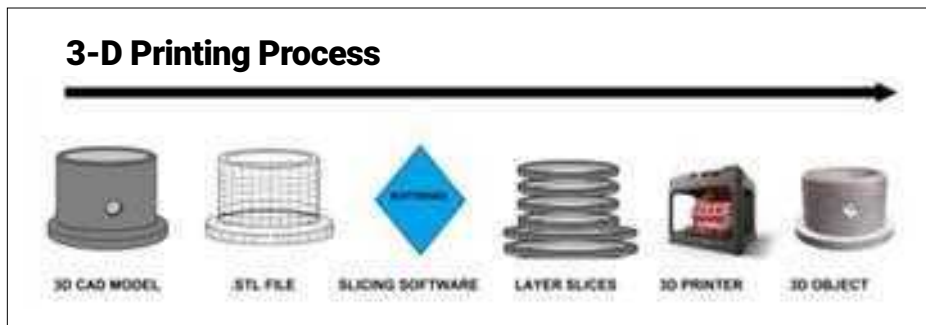 3-D Printing Process
3D CAD MODEL .STL FILE SLICING SOFTWARE LAYER SLICES 3D PRINTER 3D OBJECT